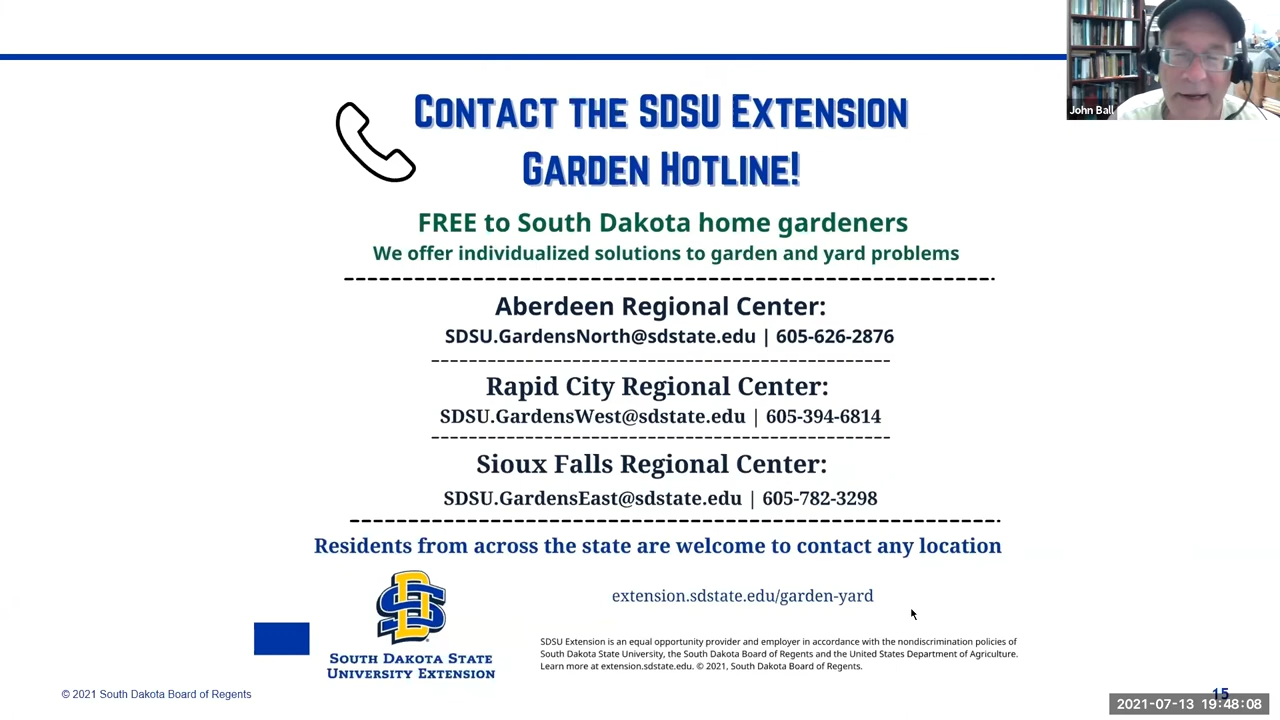 John Ball
CONTACT THE SDSU EXTENSION
GARDEN HOTLINE!
FREE to South Dakota home gardeners
We offer individualized solutions to garden and yard problems
Aberdeen Regional Center:
SDSU.GardensNorth@sdstate.edu | 605-626-2876
Rapid City Regional Center:
SDSU.GardensWest@sdstate.edu | 605-394-6814
Sioux Falls Regional Center:
SDSU.GardensEast@sdstate.edu | 605-782-3298
Residents from across the state are welcome to contact any location
extension.sdstate.edu/garden-yard
SDSU Extension is an equal opportunity provider and employer in accordance with the nondiscrimination policies of
South Dakota State University, the South Dakota Board of Regents and the United States Department of Agriculture.
Learn more at extension.sdstate.edu. © 2021, South Dakota Board of Regents.
SOUTH DAKOTA STATE
UNIVERSITY EXTENSION
© 2021 South Dakota Board of Regents
15
2021-07-13 19:48:08